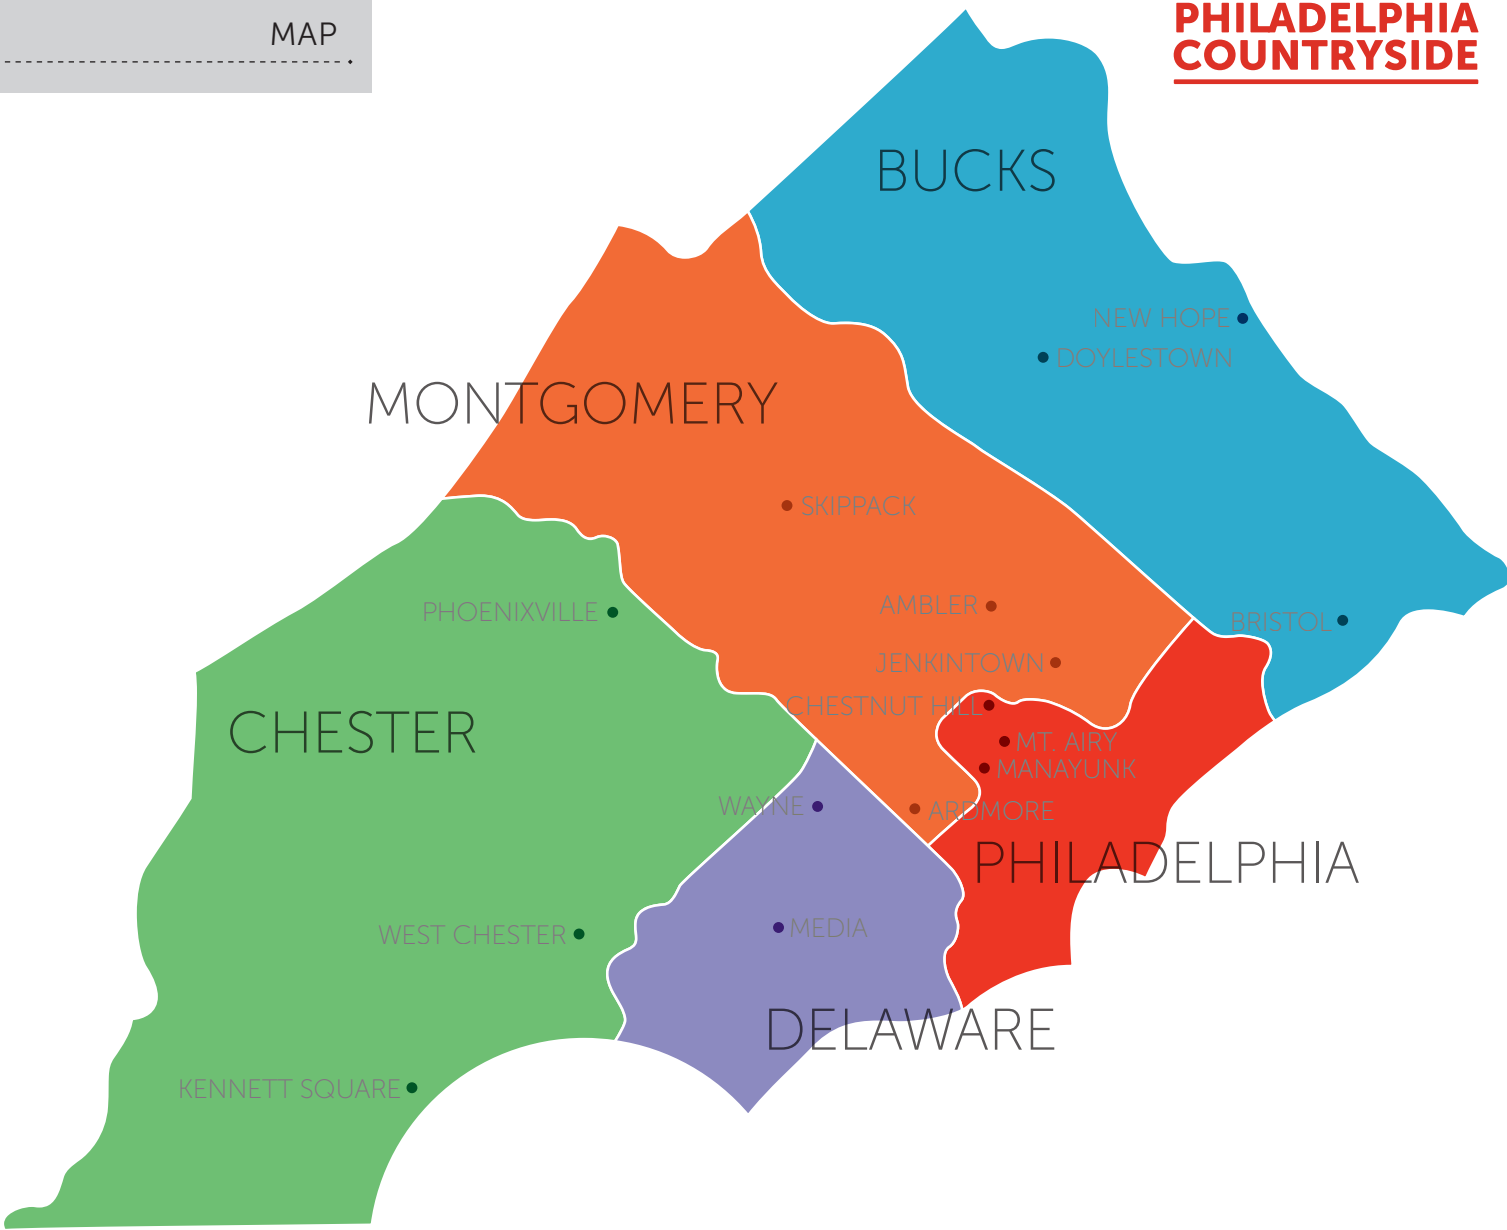 MAP
PHILADELPHIA
COUNTRYSIDE
BUCKS
NEW HOPE
DOYLESTOWN
MONTGOMERY
SKIPPACK
PHOENIXVILLE
AMBLER
BRISTOL
JENKINTOWN
CHESTNUT HILL
CHESTER
MT. AIRY
MANAYUNK
WAYNE
ARDMORE
PHILADELPHIA
WEST CHESTER
MEDIA
DELAWARE
KENNETT SQUARE